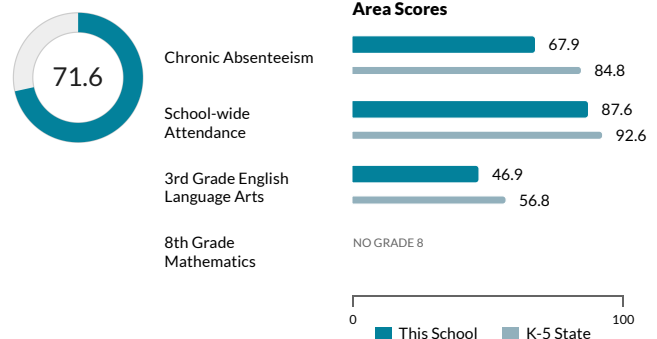 Area Scores
71.6
Chronic Absenteeism
67.9
84.8
School-wide
Attendance
87.6
92.6
3rd Grade English
Language Arts
46.9
56.8
8th Grade
Mathematics
NO GRADE 8
0
100
This School
K-5 State